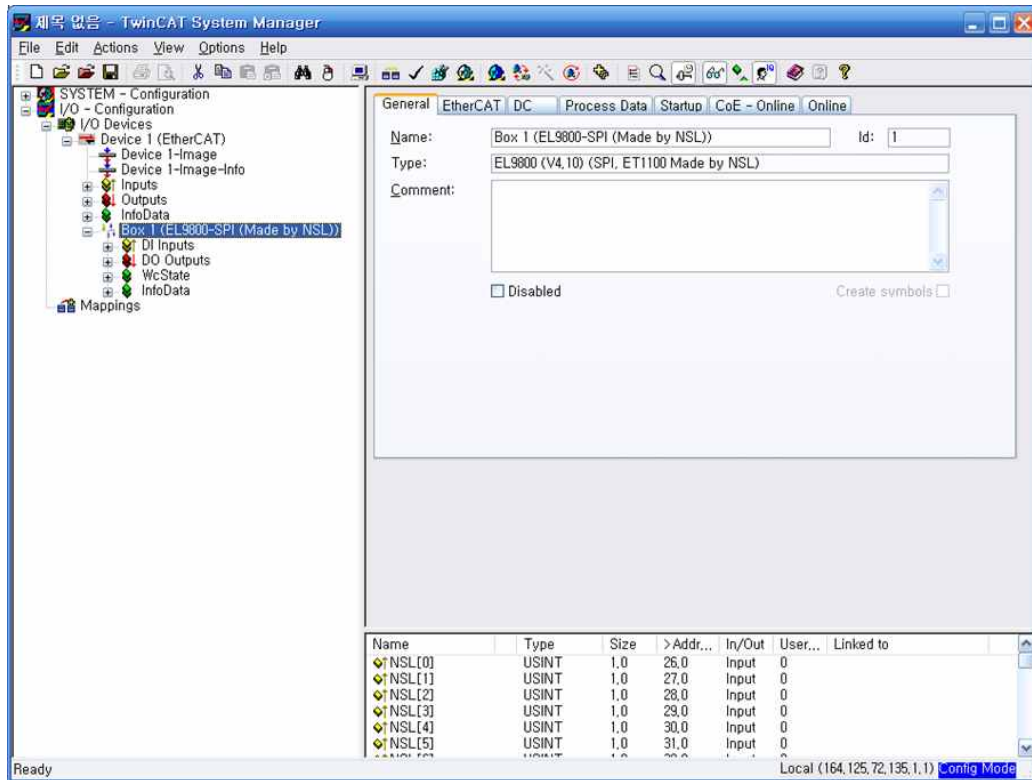 제목 없음 - TwinCAT System Manager
File Edit Actions View Options Help
SYSTEM - Configuration
I/O - Configuration
I/O Devices
Device 1 (EtherCAT)
Device 1-Image
Device 1-Image-Info
Inputs
Outputs
InfoData
Box 1 (EL9800-SPI (Made by NSL))
DI Inputs
DO Outputs
WcState
InfoData
Mappings
General EtherCAT DC Process Data Startup CoE - Online Online
Name: Box 1 (EL9800-SPI (Made by NSL)) Id: 1
Type: EL9800 (V4,10) (SPI, ET1100 Made by NSL)
Comment:
Disabled Create symbols
Name Type Size >Addr... In/Out User... Linked to
NSL[0] USINT 1,0 26,0 Input 0
NSL[1] USINT 1,0 27,0 Input 0
NSL[2] USINT 1,0 28,0 Input 0
NSL[3] USINT 1,0 29,0 Input 0
NSL[4] USINT 1,0 30,0 Input 0
NSL[5] USINT 1,0 31,0 Input 0
Ready Local (164,125,72,135,1,1) Config Mode